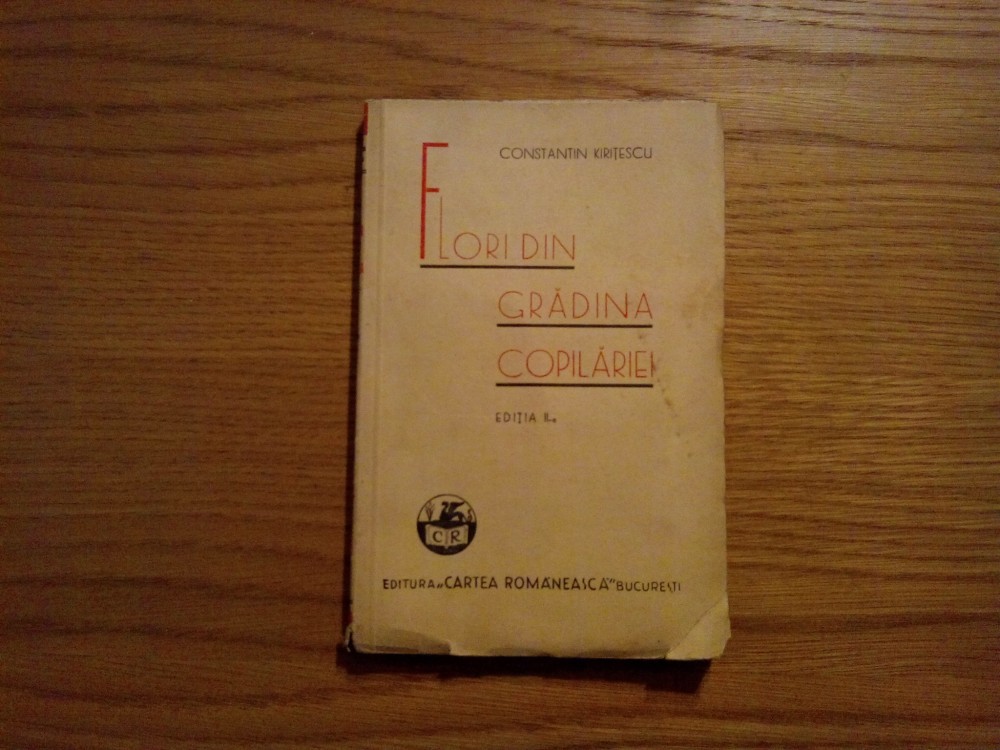 CONSTANTIN KIRIȚESCU
FLORI DIN
GRĂDINA
COPILĂRIEI
EDIȚIA II-a
C R
EDITURA „CARTEA ROMÂNEASCĂ” BUCUREȘTI